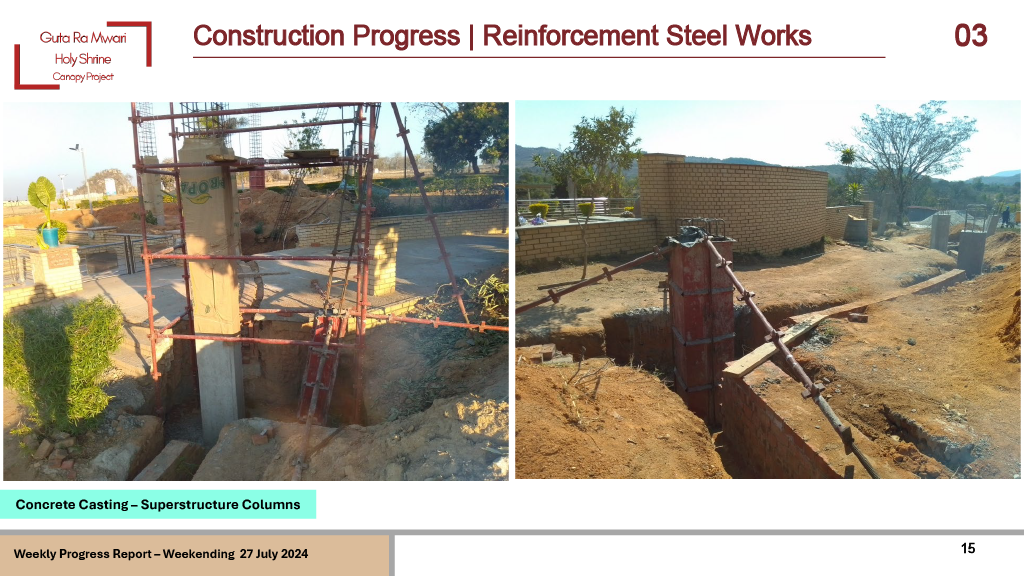 Guta Ra Mwari
Holy Shrine
Canopy Project
Construction Progress | Reinforcement Steel Works
03
Concrete Casting – Superstructure Columns
Weekly Progress Report – Weekending 27 July 2024
15